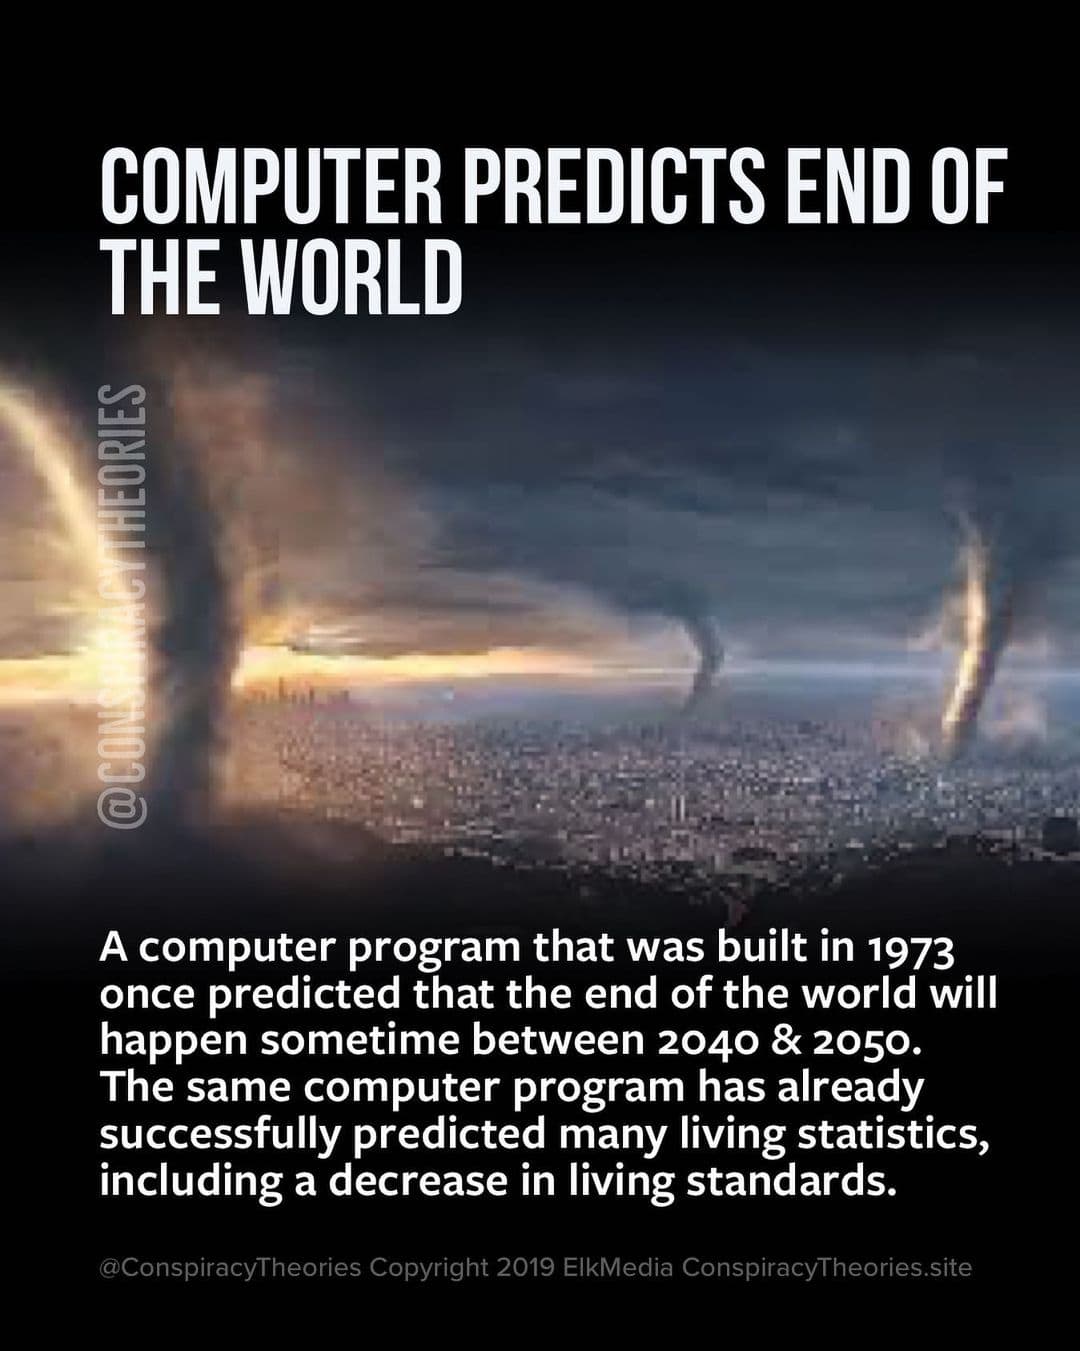 COMPUTER PREDICTS END OF
THE WORLD
@CONSPIRACYTHEORIES
A computer program that was built in 1973
once predicted that the end of the world will
happen sometime between 2040 & 2050.
The same computer program has already
successfully predicted many living statistics,
including a decrease in living standards.
@ConspiracyTheories Copyright 2019 ElkMedia ConspiracyTheories.site